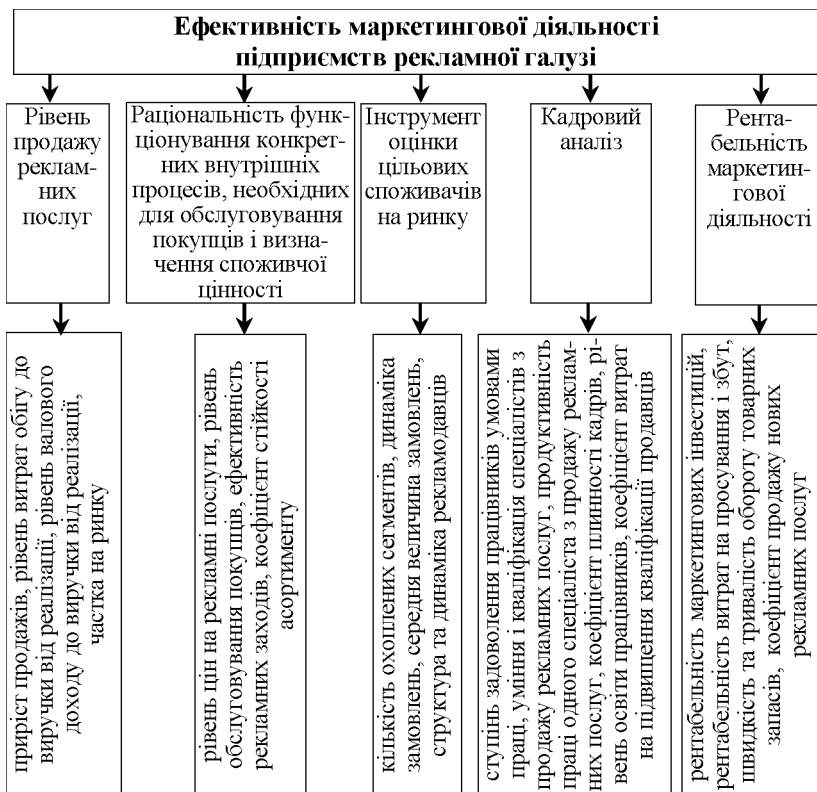 Ефективність маркетингової діяльності
підприємств рекламної галузі
Рівень
продажу
реклам-
них
послуг
Раціональність функ-
ціонування конкрет-
них внутрішніх
процесів, необхідних
для обслуговування
покупців і визна-
чення споживчої
цінності
Інструмент
оцінки
цільових
споживачів
на ринку
Кадровий
аналіз
Рента-
бельність
маркетин-
гової
діяльності
приріст продажів, рівень витрат обігу до
виручки від реалізації, рівень валового
доходу до виручки від реалізації,
частка на ринку
рівень цін на рекламні послуги, рівень
обслуговування покупців, ефективність
рекламних заходів, коефіцієнт стійкості
асортименту
кількість охоплених сегментів, динаміка
замовлень, середня величина замовлень,
структура та динаміка рекламодавців
ступінь задоволення працівників умовами
праці, уміння і кваліфікація спеціалістів з
продажу рекламних послуг, продуктивність
праці одного спеціаліста з продажу реклам-
них послуг, коефіцієнт плинності кадрів, рі-
вень освіти працівників, коефіцієнт витрат
на підвищення кваліфікації продавців
рентабельність маркетингових інвестицій,
рентабельність витрат на просування і збут,
швидкість та тривалість обороту товарних
запасів, коефіцієнт продажу нових
рекламних послуг